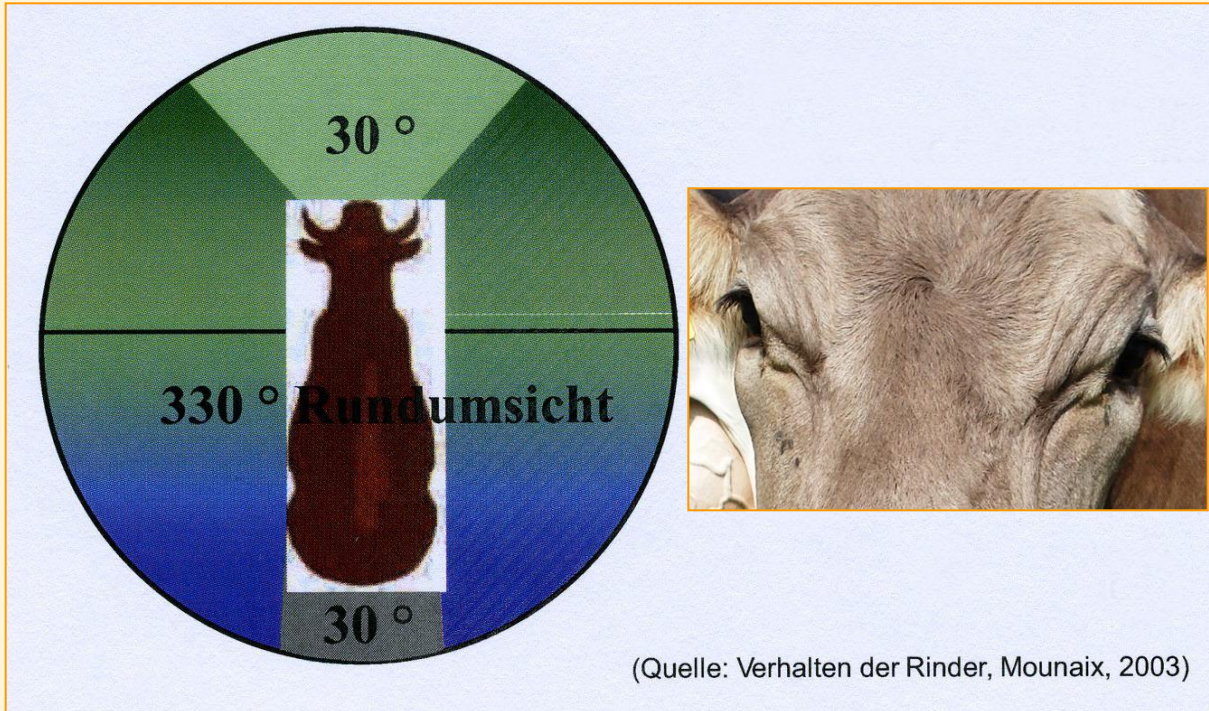 30 °
330 ° Rundumsicht
30 °
(Quelle: Verhalten der Rinder, Mounaix, 2003)